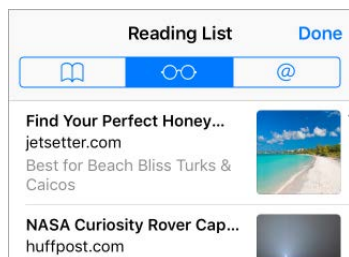 Reading List
Done
@
Find Your Perfect Honey...
jetsetter.com
Best for Beach Bliss Turks &
Caicos
NASA Curiosity Rover Cap...
huffpost.com